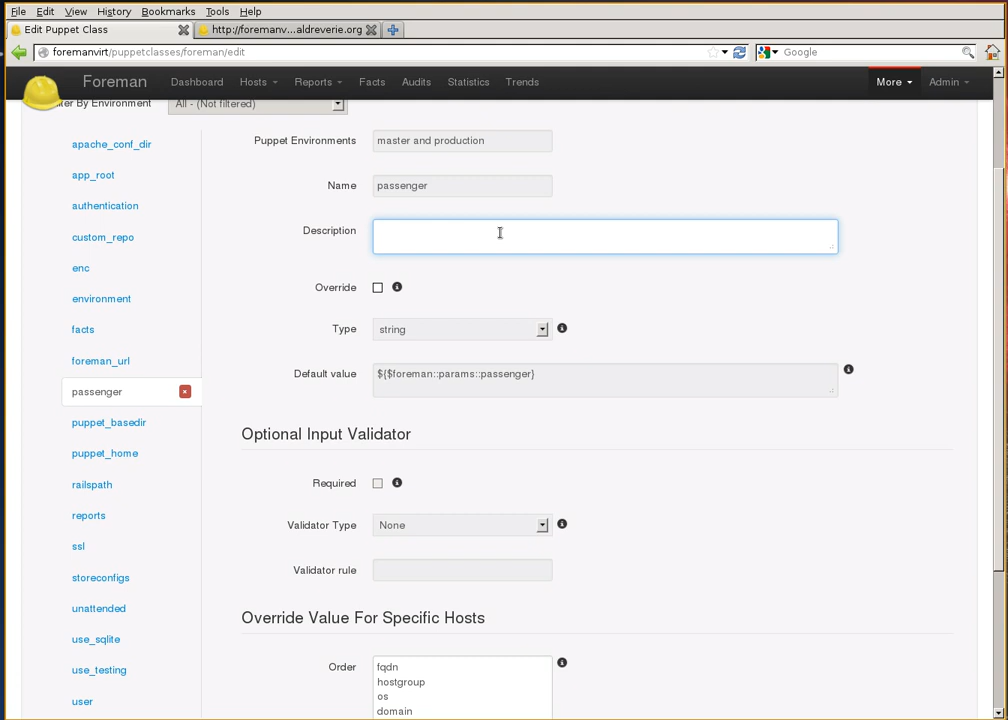 File Edit View History Bookmarks Tools Help
Edit Puppet Class
http://foremanv...aldreverie.org
foremanvirt/puppetclasses/foreman/edit
Google
Foreman Dashboard Hosts Reports Facts Audits Statistics Trends More Admin
ter By Environment All - (Not filtered)
apache_conf_dir
app_root
authentication
custom_repo
enc
environment
facts
foreman_url
passenger
puppet_basedir
puppet_home
railspath
reports
ssl
storeconfigs
unattended
use_sqlite
use_testing
user
Puppet Environments master and production
Name passenger
Description
Override
Type string
Default value ${$foreman::params::passenger}
Optional Input Validator
Required
Validator Type None
Validator rule
Override Value For Specific Hosts
Order fqdn
hostgroup
os
domain